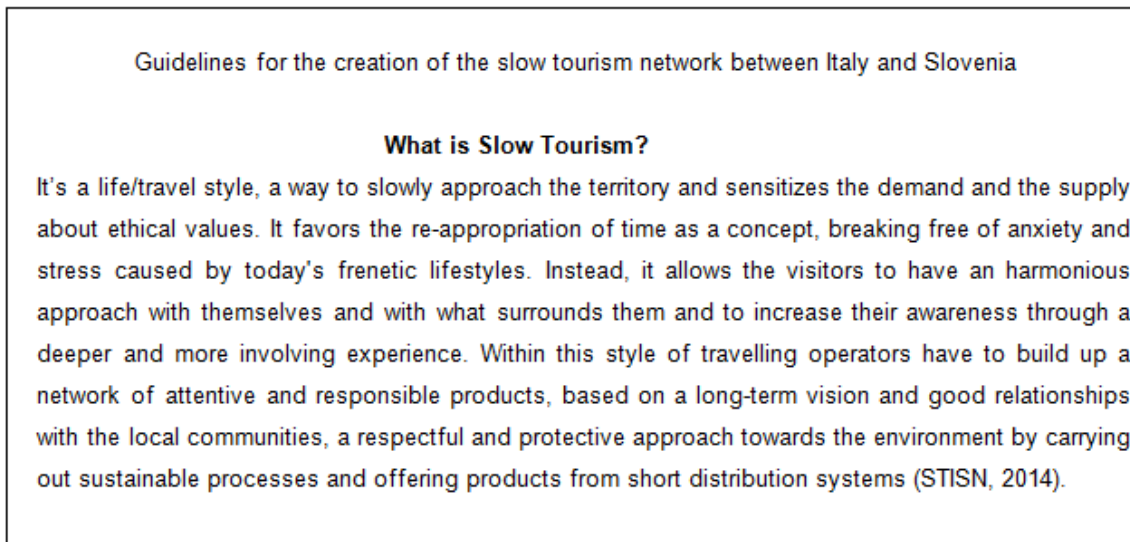 Guidelines for the creation of the slow tourism network between Italy and Slovenia
What is Slow Tourism?
It's a life/travel style, a way to slowly approach the territory and sensitizes the demand and the supply
about ethical values. It favors the re-appropriation of time as a concept, breaking free of anxiety and
stress caused by today's frenetic lifestyles. Instead, it allows the visitors to have an harmonious
approach with themselves and with what surrounds them and to increase their awareness through a
deeper and more involving experience. Within this style of travelling operators have to build up a
network of attentive and responsible products, based on a long-term vision and good relationships
with the local communities, a respectful and protective approach towards the environment by carrying
out sustainable processes and offering products from short distribution systems (STISN, 2014).